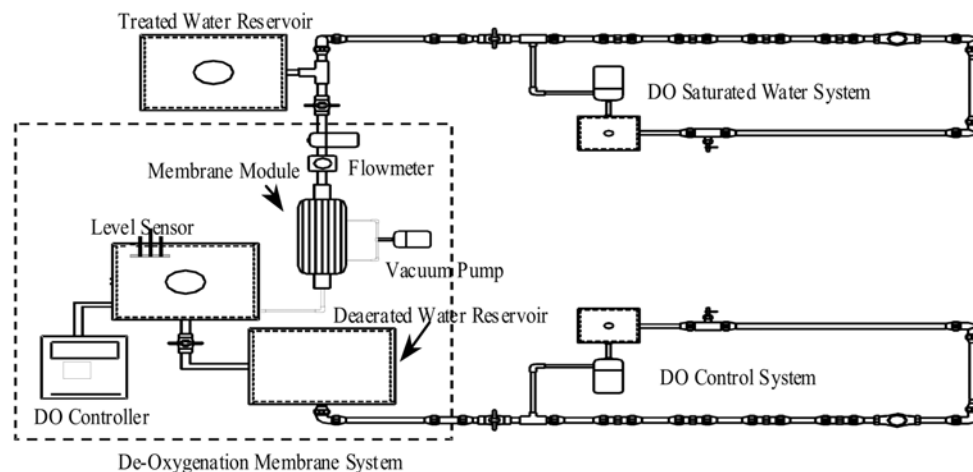 Treated Water Reservoir
DO Saturated Water System
Flowmeter
Membrane Module
Level Sensor
Vacuum Pump
Deaerated Water Reservoir
DO Control System
DO Controller
De-Oxygenation Membrane System